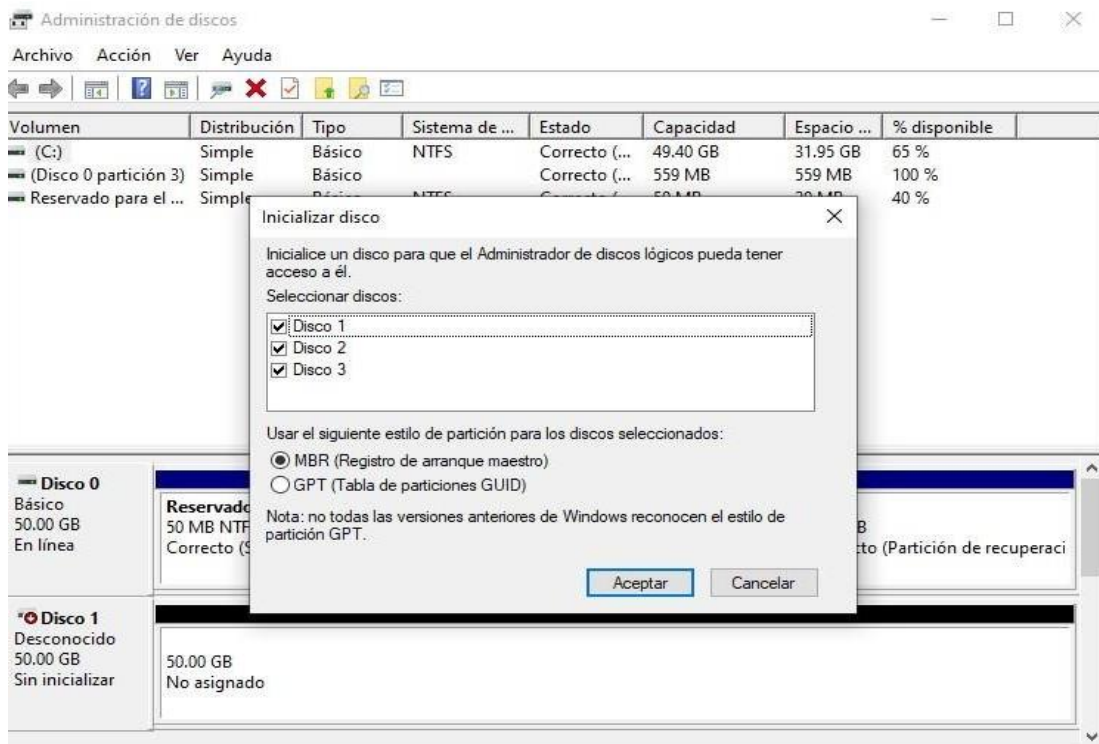 Administración de discos
Archivo Acción Ver Ayuda
Volumen Distribución Tipo Sistema de ... Estado Capacidad Espacio ... % disponible
(C:) Simple Básico NTFS Correcto (... 49.40 GB 31.95 GB 65 %
(Disco 0 partición 3) Simple Básico Correcto (... 559 MB 559 MB 100 %
Reservado para el ... Simple 40 %
Inicializar disco
Inicialice un disco para que el Administrador de discos lógicos pueda tener
acceso a él.
Seleccionar discos:
Disco 1
Disco 2
Disco 3
Usar el siguiente estilo de partición para los discos seleccionados:
MBR (Registro de arranque maestro)
GPT (Tabla de particiones GUID)
Nota: no todas las versiones anteriores de Windows reconocen el estilo de
partición GPT.
Aceptar Cancelar
Disco 0
Básico
50.00 GB
En línea
Reservado
50 MB NTF
Correcto (S
B
cto (Partición de recuperaci
Disco 1
Desconocido
50.00 GB
Sin inicializar
50.00 GB
No asignado